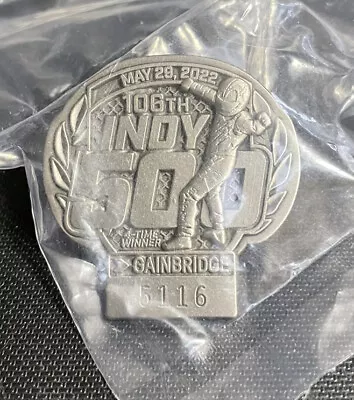 MAY 29, 2022
106TH
INDY
500
4-TIME
WINNER
GAINBRIDGE
5116